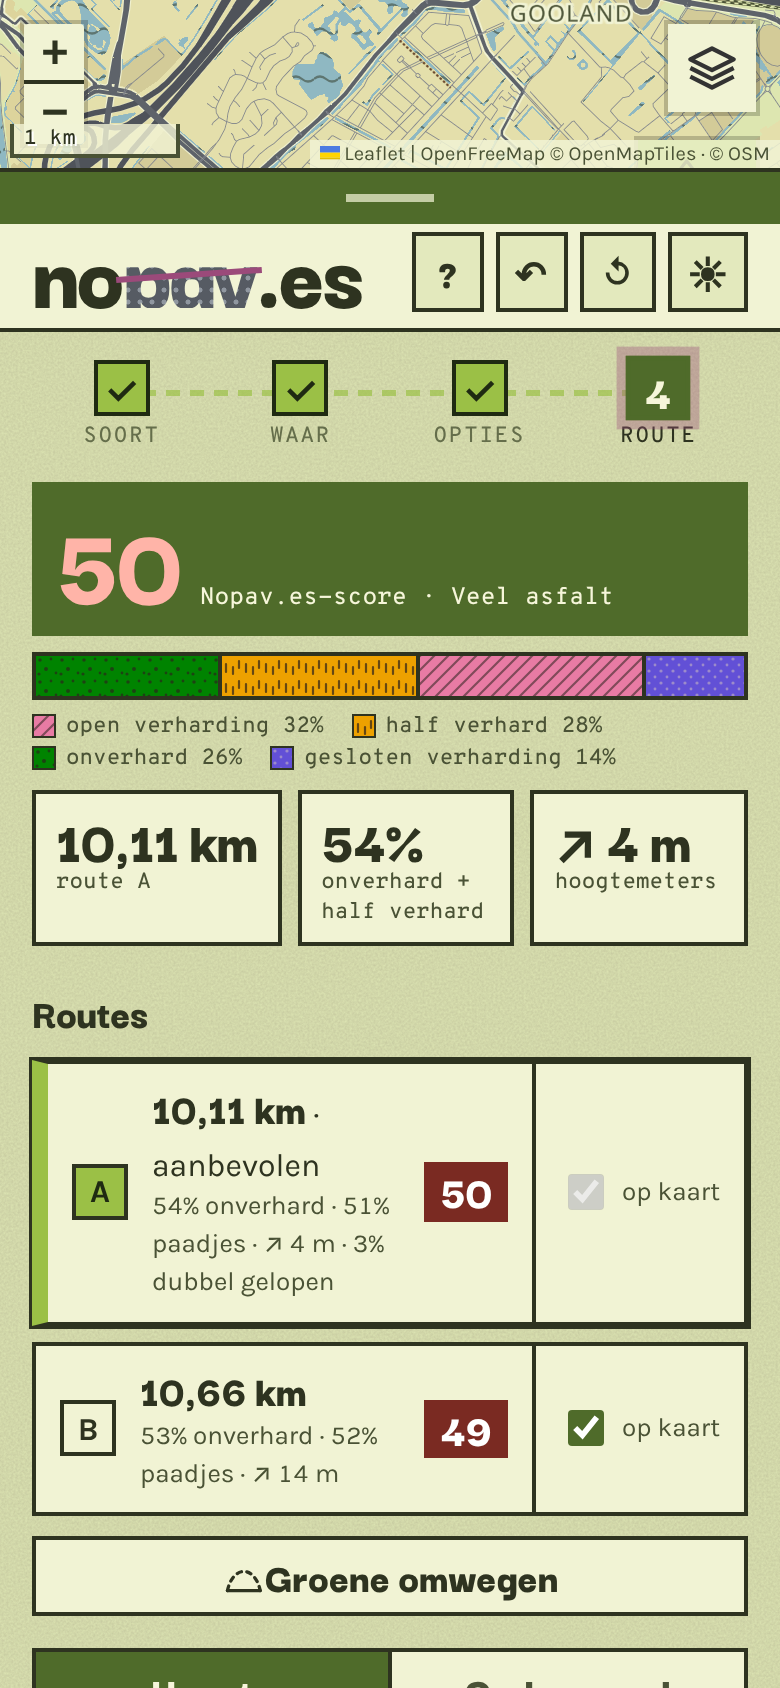 GOOLAND
+
−
1 km
Leaflet | OpenFreeMap © OpenMapTiles · © OSM
nopav.es
?
4
SOORT
WAAR
OPTIES
ROUTE
50 Nopav.es-score · Veel asfalt
open verharding 32% half verhard 28%
onverhard 26% gesloten verharding 14%
10,11 km
route A
54%
onverhard +
half verhard
↗ 4 m
hoogtemeters
Routes
A
10,11 km ·
aanbevolen
54% onverhard · 51%
paadjes · ↗ 4 m · 3%
dubbel gelopen
50
op kaart
B
10,66 km
53% onverhard · 52%
paadjes · ↗ 14 m
49
op kaart
Groene omwegen